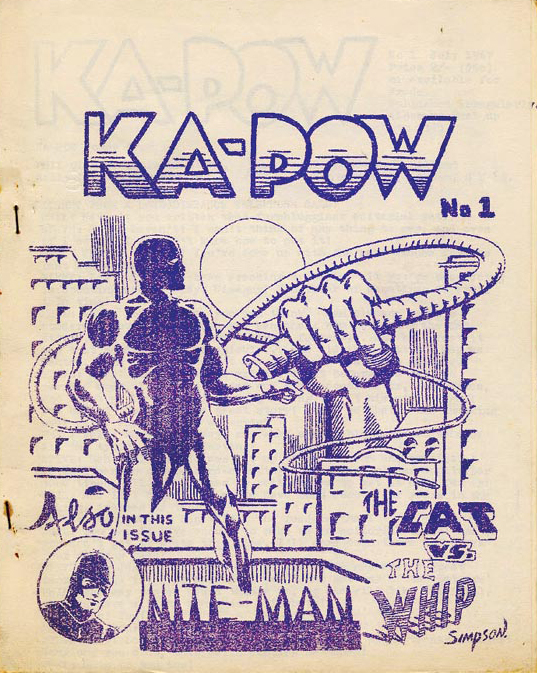 KA-POW
No 1
Also IN THIS
ISSUE
NITE-MAN
THE CAT
VS.
THE
WHIP
SIMPSON.